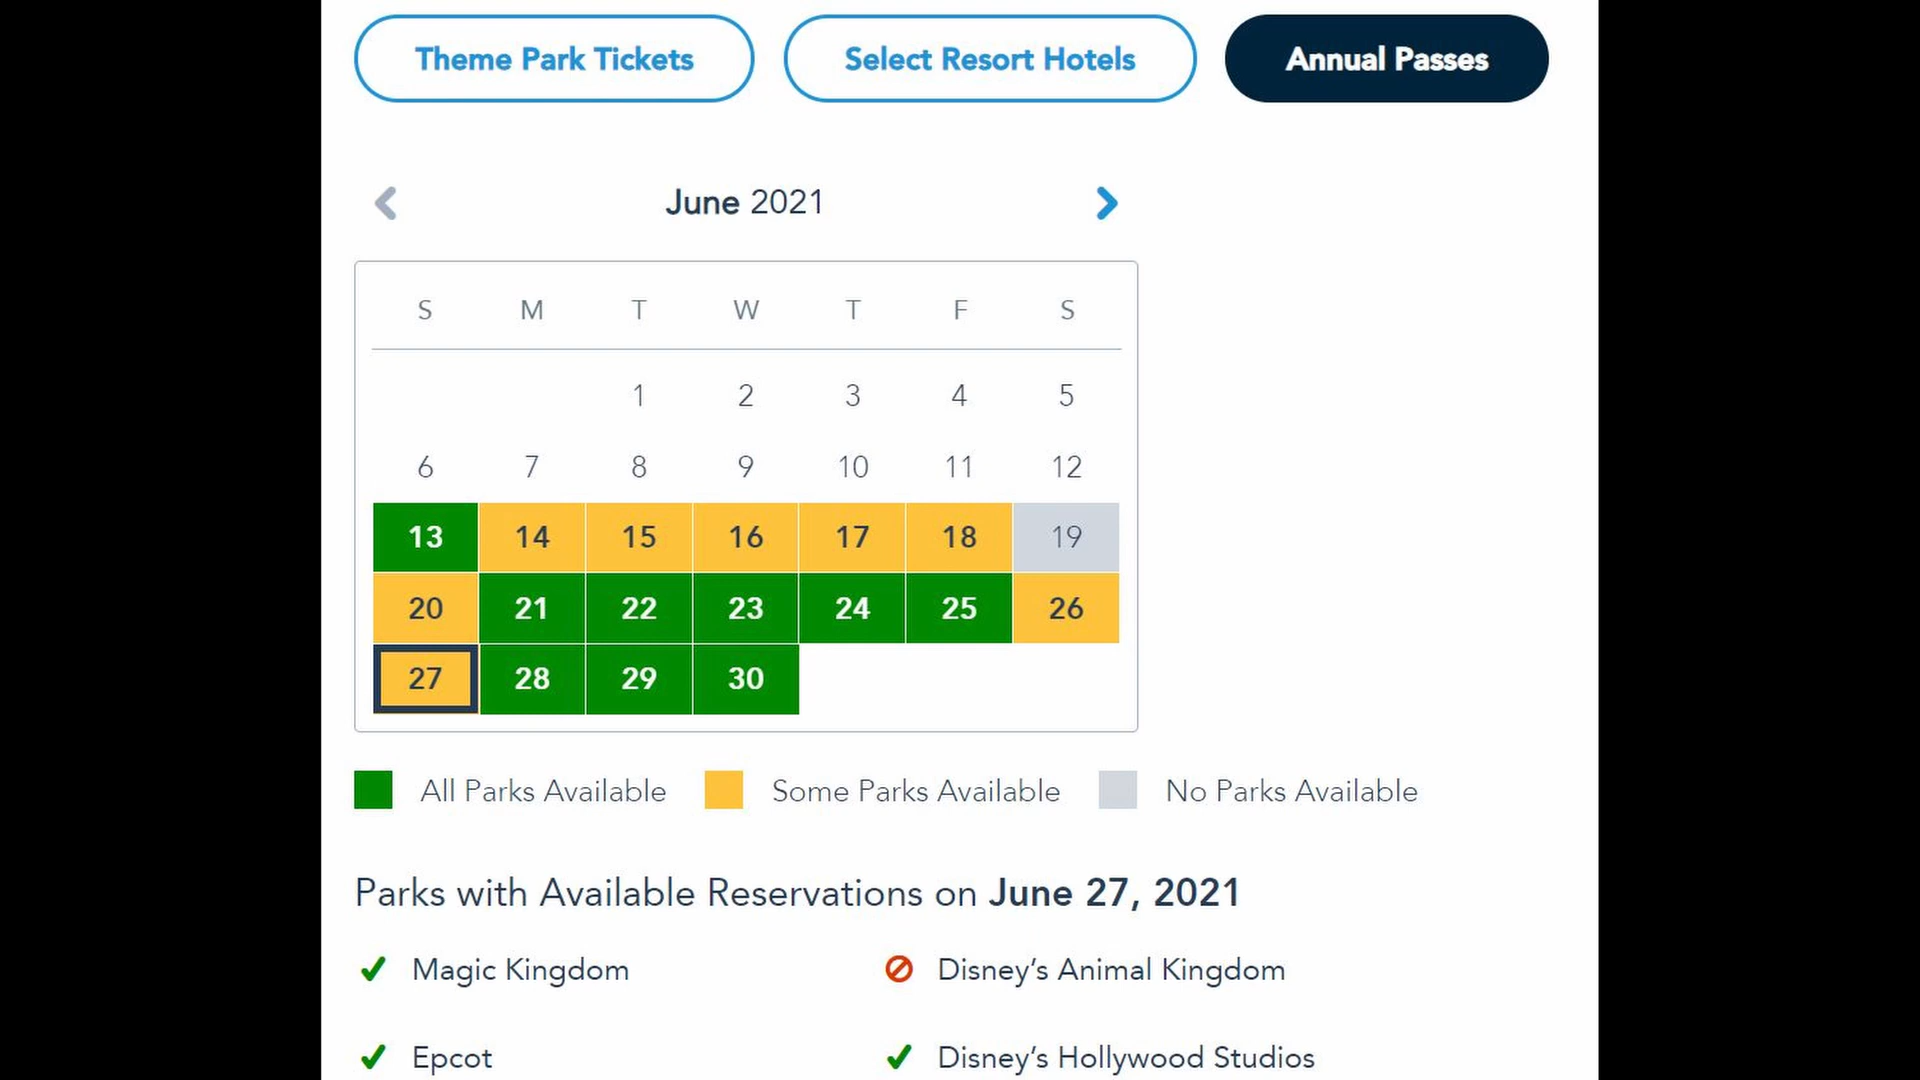 Theme Park Tickets Select Resort Hotels Annual Passes
June 2021
S M T W T F S
1 2 3 4 5
6 7 8 9 10 11 12
13 14 15 16 17 18 19
20 21 22 23 24 25 26
27 28 29 30
All Parks Available Some Parks Available No Parks Available
Parks with Available Reservations on June 27, 2021
Magic Kingdom Disney’s Animal Kingdom
Epcot Disney’s Hollywood Studios